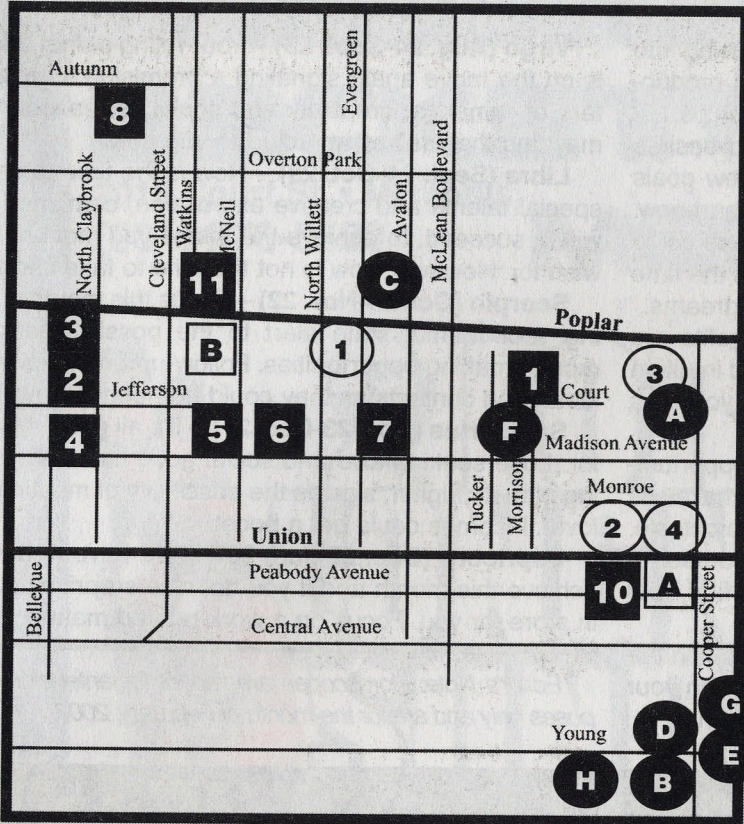 Autunm
8
Evergreen
Overton Park
North Claybrook
Cleveland Street
Watkins
McNeill
North Willett
Avalon
McLean Boulevard
11
C
Poplar
3
B
1
1
3
2
Jefferson
Court
A
4
5
6
7
F
Madison Avenue
Tucker
Morrison
Monroe
2
4
Union
Bellevue
Peabody Avenue
10
A
Cooper Street
Central Avenue
G
Young
D
E
H
B